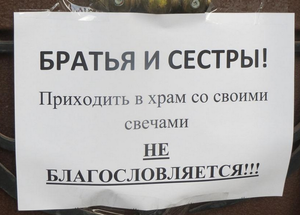 БРАТЬЯ И СЕСТРЫ!
Приходить в храм со своими
свечами
НЕ
БЛАГОСЛОВЛЯЕТСЯ!!!